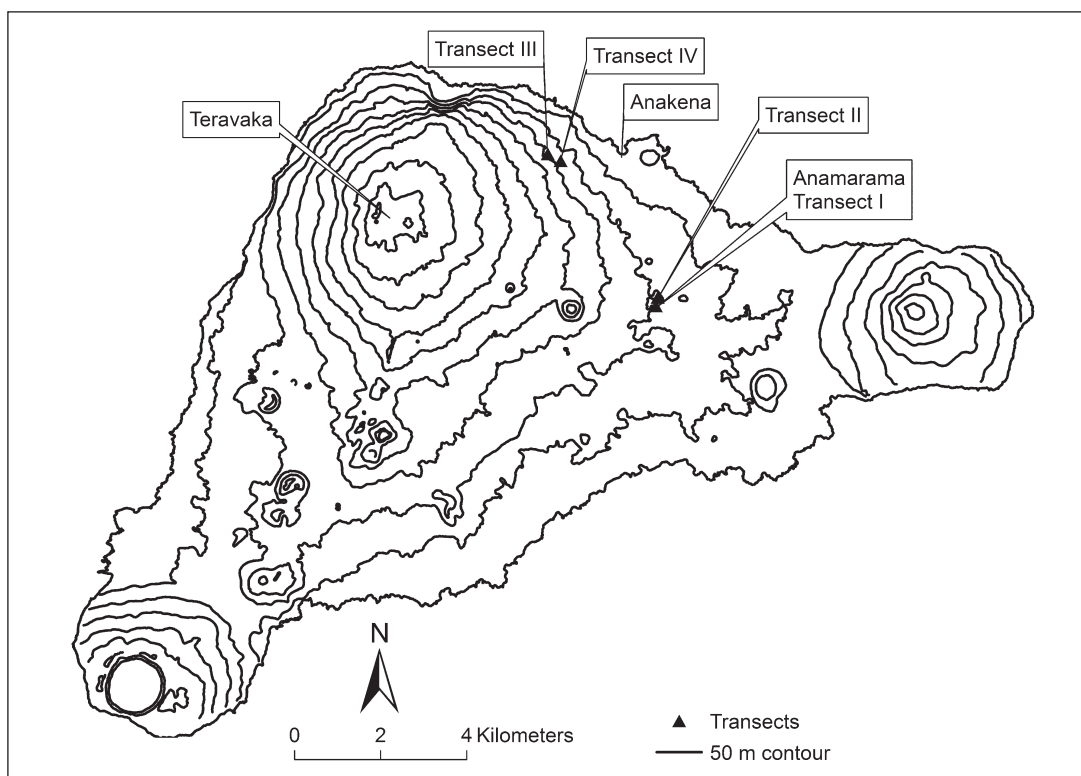 Transect III
Transect IV
Anakena
Teravaka
Transect II
Anamarama
Transect I
N
0 2 4 Kilometers
Transects
50 m contour